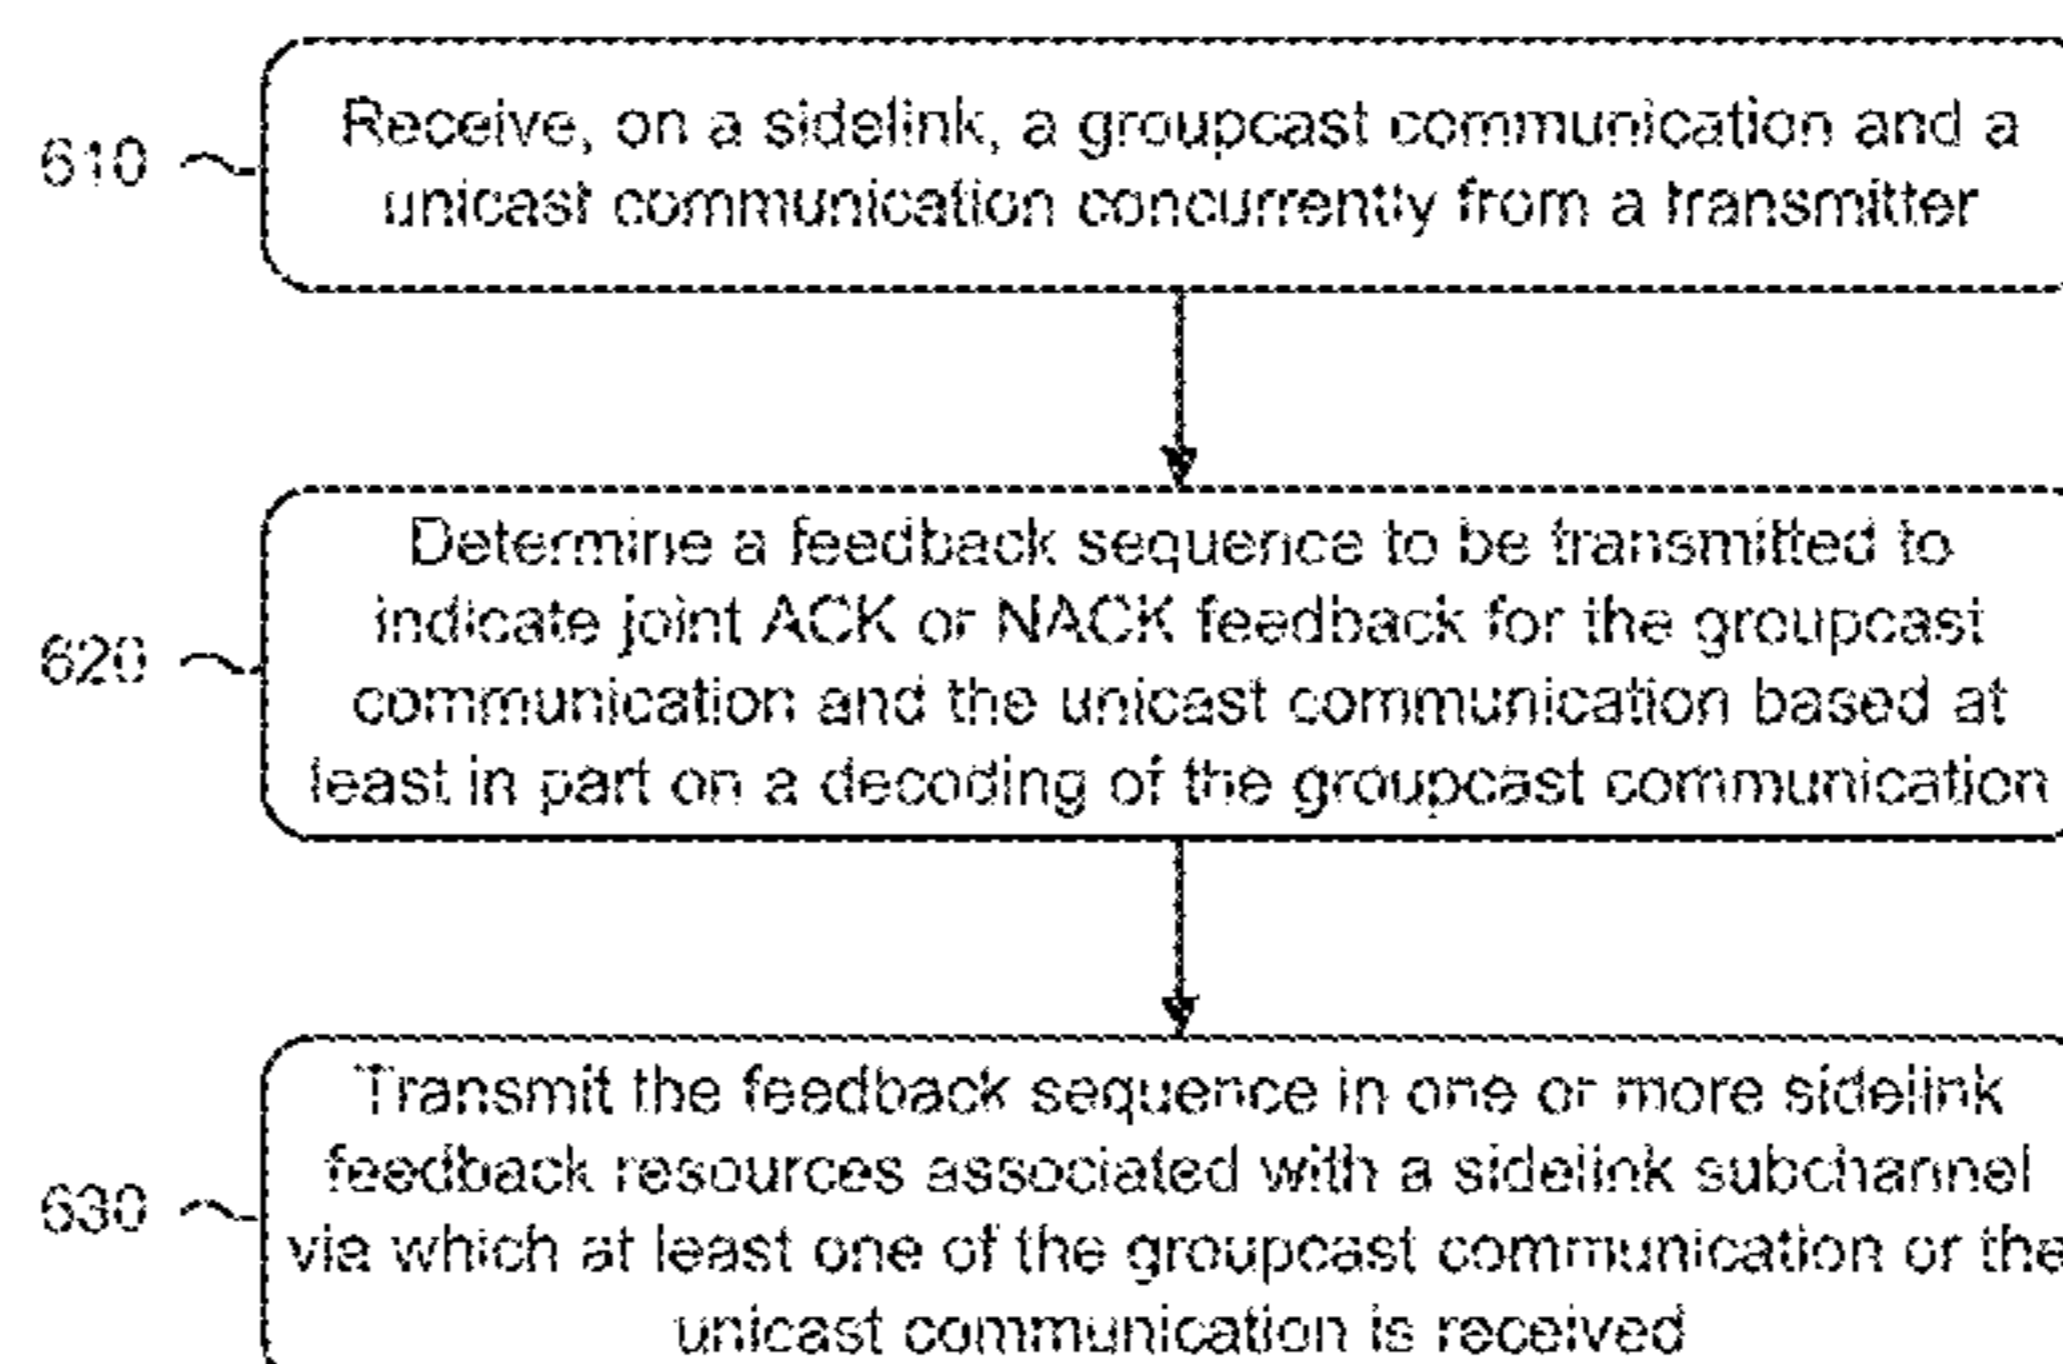 Receive, on a sidelink, a groupcast communication and a
610
unicast communication concurrently from a transmitter
Determine a feedback sequence to be transmitted to
indicate joint ACK or NACK feedback for the groupcast
620
communication and the unicast communication based at
least in part on a decoding of the groupcast communication
Transmit the feedback sequence in one or more sidelink
feedback resources associated with a sidelink subchannel
630
via which at least one of the groupcast communication or the
unicast communication is received